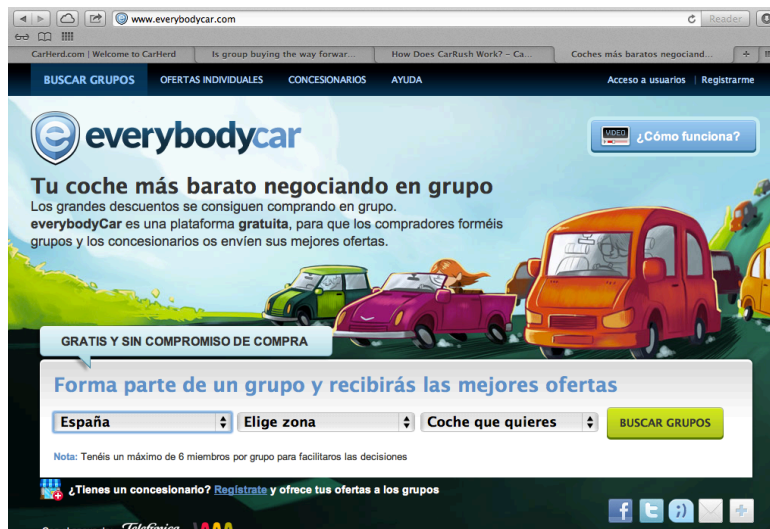 www.everybodycar.com
Reader
CarHerd.com | Welcome to CarHerd
Is group buying the way forwar...
How Does CarRush Work? – Ca...
Coches más baratos negociand...
BUSCAR GRUPOS
OFERTAS INDIVIDUALES
CONCESIONARIOS
AYUDA
Acceso a usuarios | Registrarme
everybodycar
VIDEO
¿Cómo funciona?
Tu coche más barato negociando en grupo
Los grandes descuentos se consiguen comprando en grupo.
everybodyCar es una plataforma gratuita, para que los compradores forméis
grupos y los concesionarios os envíen sus mejores ofertas.
GRATIS Y SIN COMPROMISO DE COMPRA
Forma parte de un grupo y recibirás las mejores ofertas
España
Elige zona
Coche que quieres
BUSCAR GRUPOS
Nota: Tenéis un máximo de 6 miembros por grupo para facilitaros las decisiones
¿Tienes un concesionario? Regístrate y ofrece tus ofertas a los grupos
Telefónica